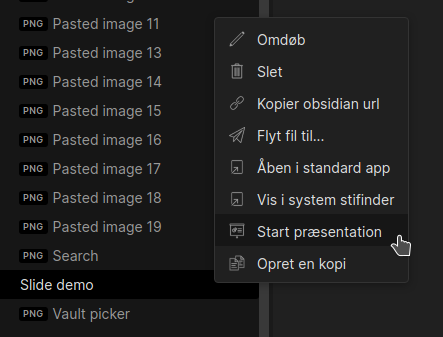 PNG Pasted image 11
PNG Pasted image 13
PNG Pasted image 14
PNG Pasted image 15
PNG Pasted image 16
PNG Pasted image 17
PNG Pasted image 18
PNG Pasted image 19
PNG Search
Slide demo
PNG Vault picker
Omdøb
Slet
Kopier obsidian url
Flyt fil til...
Åben i standard app
Vis i system stifinder
Start præsentation
Opret en kopi